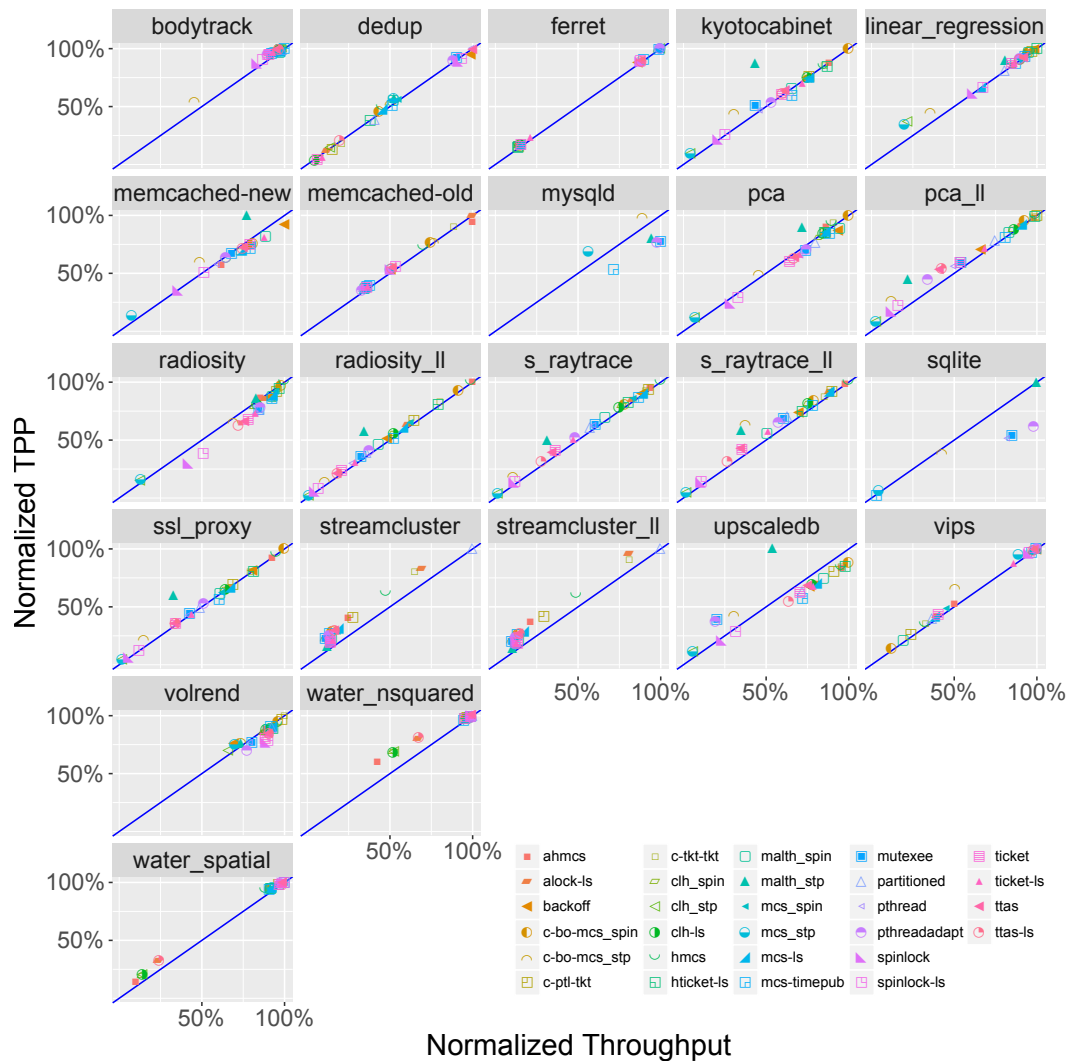 bodytrack dedup ferret kyotocabinet linear_regression
100%
50%
memcached-new memcached-old mysqld pca pca_ll
100%
50%
radiosity radiosity_ll s_raytrace s_raytrace_ll sqlite
100%
50%
ssl_proxy streamcluster streamcluster_ll upscaledb vips
100%
50%
50% 100% 50% 100% 50% 100%
volrend water_nsquared
100%
50%
50% 100%
water_spatial
100%
50%
50% 100%
Normalized TPP
Normalized Throughput
ahmcs c-tkt-tkt malth_spin mutexee ticket
alock-ls clh_spin malth_stp partitioned ticket-ls
backoff clh_stp mcs_spin pthread ttas
c-bo-mcs_spin clh-ls mcs_stp pthreadadapt ttas-ls
c-bo-mcs_stp hmcs mcs-ls spinlock
c-ptl-tkt hticket-ls mcs-timepub spinlock-ls